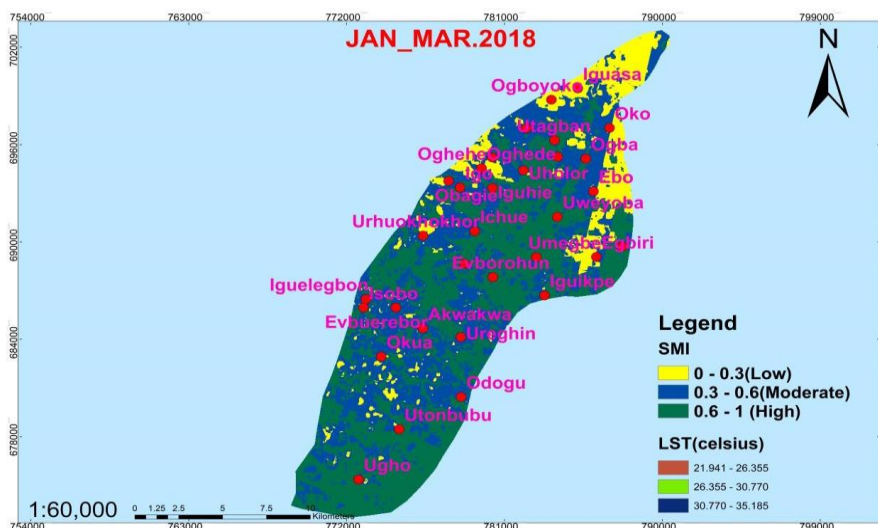 754000 763000 772000 781000 790000 799000
JAN_MAR.2018
N
702000
696000
690000
684000
678000
Iguasa
Ogboyoko
Oko
Utagban
Ogba
Oghehe
Oghede
Igo
Uholor
Ebo
Obagie
Iguhie
Uweyoba
Urhuokhokhor
Ichue
Umegbe
Egbiri
Evborohun
Iguelegbon
Isobo
Iguikpe
Evbuerebor
Akwakwa
Okua
Ureghin
Odogu
Utonbubu
Ugho
Legend
SMI
0 - 0.3(Low)
0.3 - 0.6(Moderate)
0.6 - 1 (High)
LST(celsius)
21.941 - 26.355
26.355 - 30.770
30.770 - 35.185
1:60,000
0 1.25 2.5 5 7.5 10
Kilometers
754000 763000 772000 781000 790000 799000